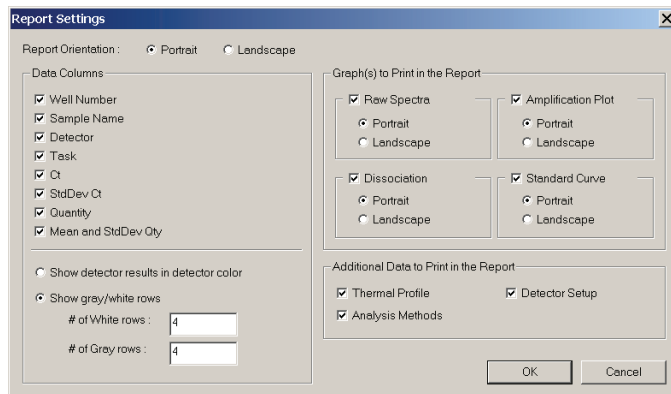 Report Settings
Report Orientation : Portrait Landscape
Data Columns
Well Number
Sample Name
Detector
Task
Ct
StdDev Ct
Quantity
Mean and StdDev Qty
Show detector results in detector color
Show gray/white rows
# of White rows : 4
# of Gray rows : 4
Graph(s) to Print in the Report
Raw Spectra
Portrait
Landscape
Amplification Plot
Portrait
Landscape
Dissociation
Portrait
Landscape
Standard Curve
Portrait
Landscape
Additional Data to Print in the Report
Thermal Profile Detector Setup
Analysis Methods
OK Cancel